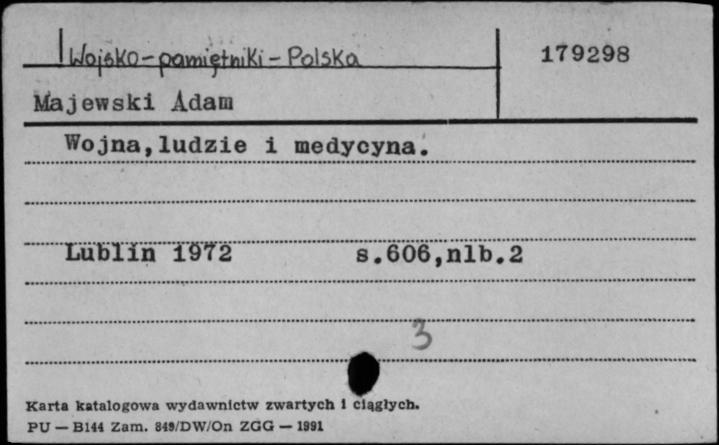 Wojsko-pamiętniki-Polska 179298
Majewski Adam
Wojna,ludzie i medycyna.
Lublin 1972 s.606,nlb.2
3
Karta katalogowa wydawnictw zwartych i ciągłych.
PU — B144 Zam. 849/DW/On ZGG — 1991